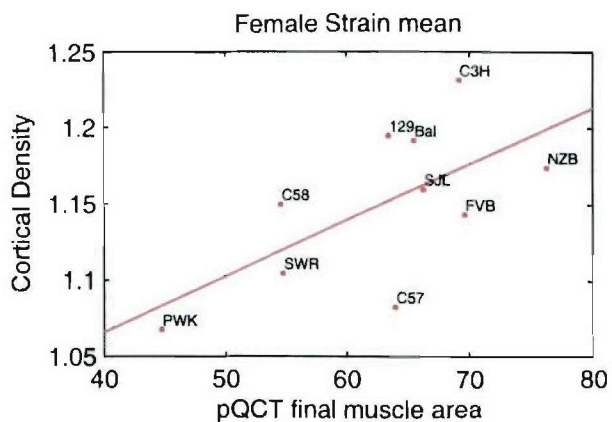 Female Strain mean
Cortical Density
1.25
1.2
1.15
1.1
1.05
C3H
129 Bal
NZB
SJL
C58
FVB
SWR
C57
PWK
40 50 60 70 80
pQCT final muscle area